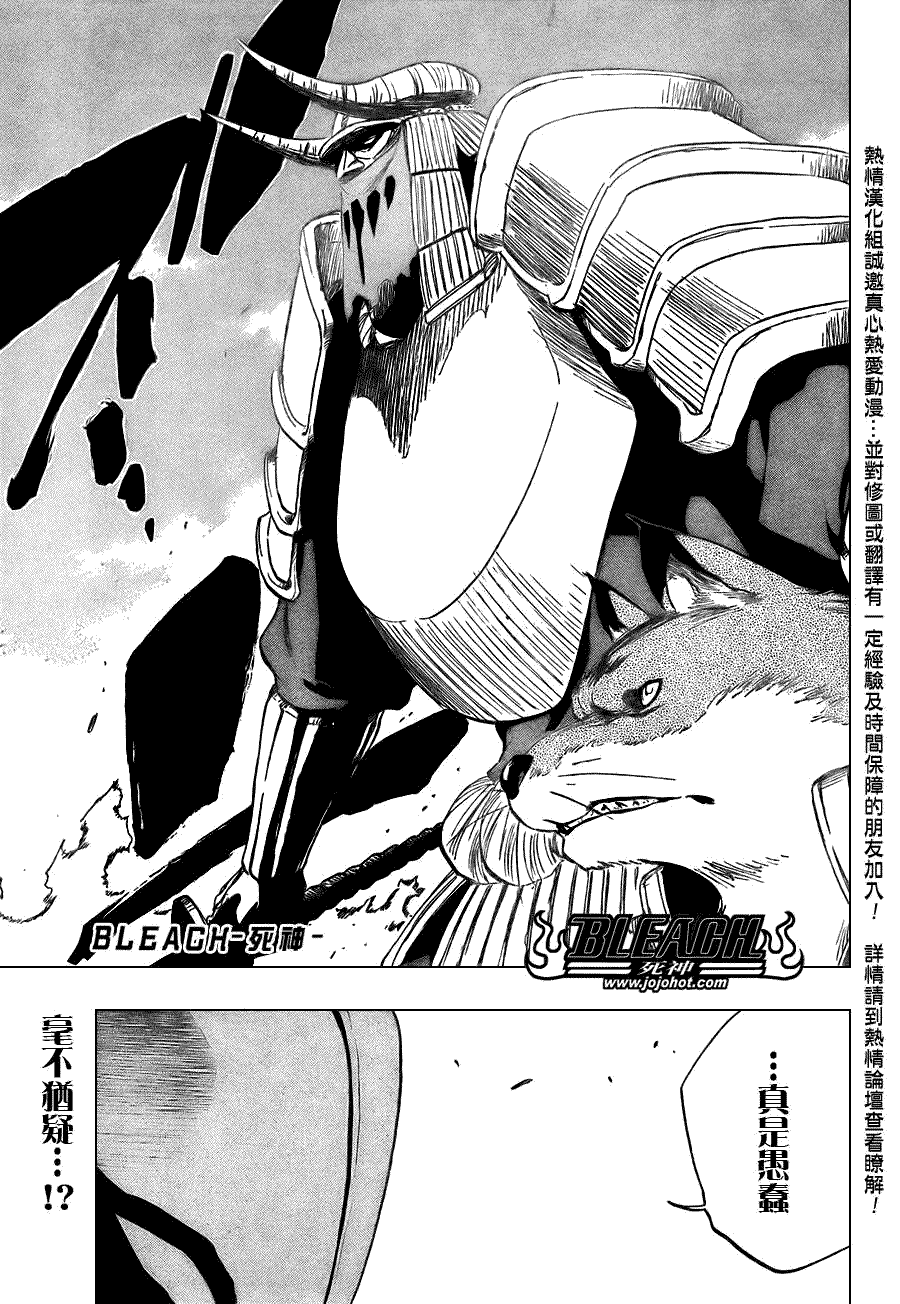 熱情漢化組誠邀真心熱愛動漫…並對修圖或翻譯有一定經驗及時間保障的朋友加入！　詳情請到熱情論壇查看瞭解！
BLEACH-死神-
BLEACH
死神
www.jojohot.com
…真是愚蠢
毫不猶疑…!?